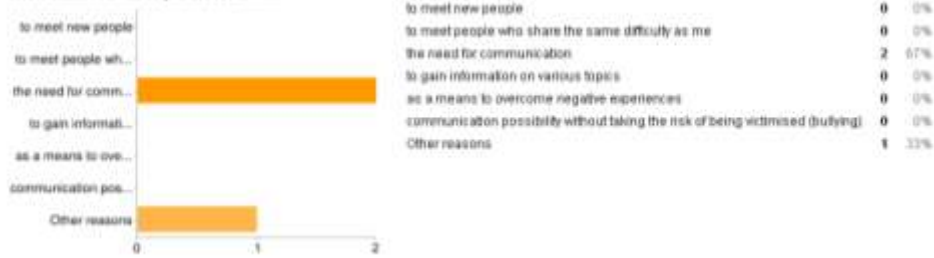 to meet new people
to meet people wh...
the need for comm...
to gain informati...
as a means to ove...
communication pos...
Other reasons
0 1 2
to meet new people 0 0%
to meet people who share the same difficulty as me 0 0%
the need for communication 2 67%
to gain information on various topics 0 0%
as a means to overcome negative experiences 0 0%
communication possibility without taking the risk of being victimised (bullying) 0 0%
Other reasons 1 33%